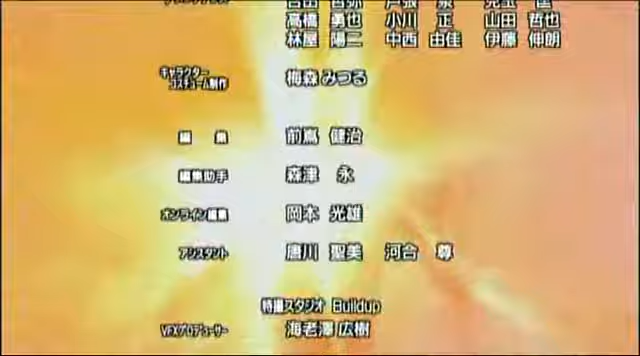 高橋 勇也 小川 正 山田 哲也
林屋 陽二 中西 由佳 伊藤 伸朗
キャラクター
コスチューム制作 梅森 みつる
編 集 前嶌 健治
編集助手 森津 永
オンライン編集 岡本 光雄
アシスタント 唐川 聖美 河合 尊
特撮スタジオ Buildup
VFXプロデューサー 海老澤 広樹